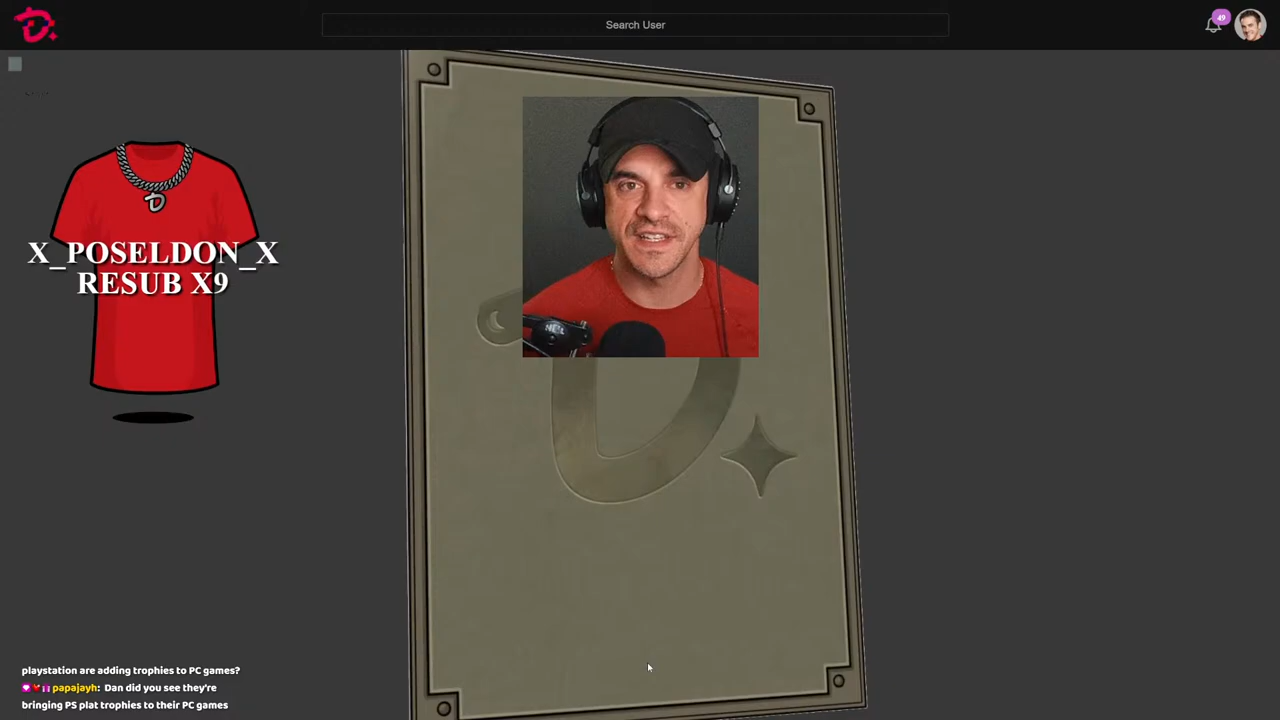 Search User
49
X_POSELDON_X
RESUB X9
playstation are adding trophies to PC games?
papajayh: Dan did you see they're
bringing PS plat trophies to their PC games